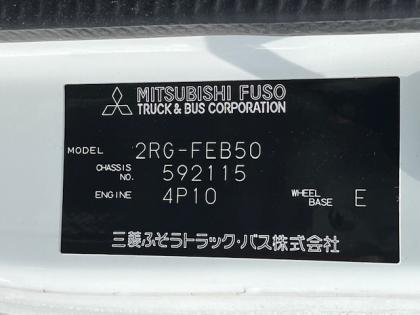 MITSUBISHI FUSO
TRUCK & BUS CORPORATION
MODEL 2RG-FEB50
CHASSIS NO. 592115
ENGINE 4P10 WHEEL BASE E
三菱ふそうトラック・バス株式会社